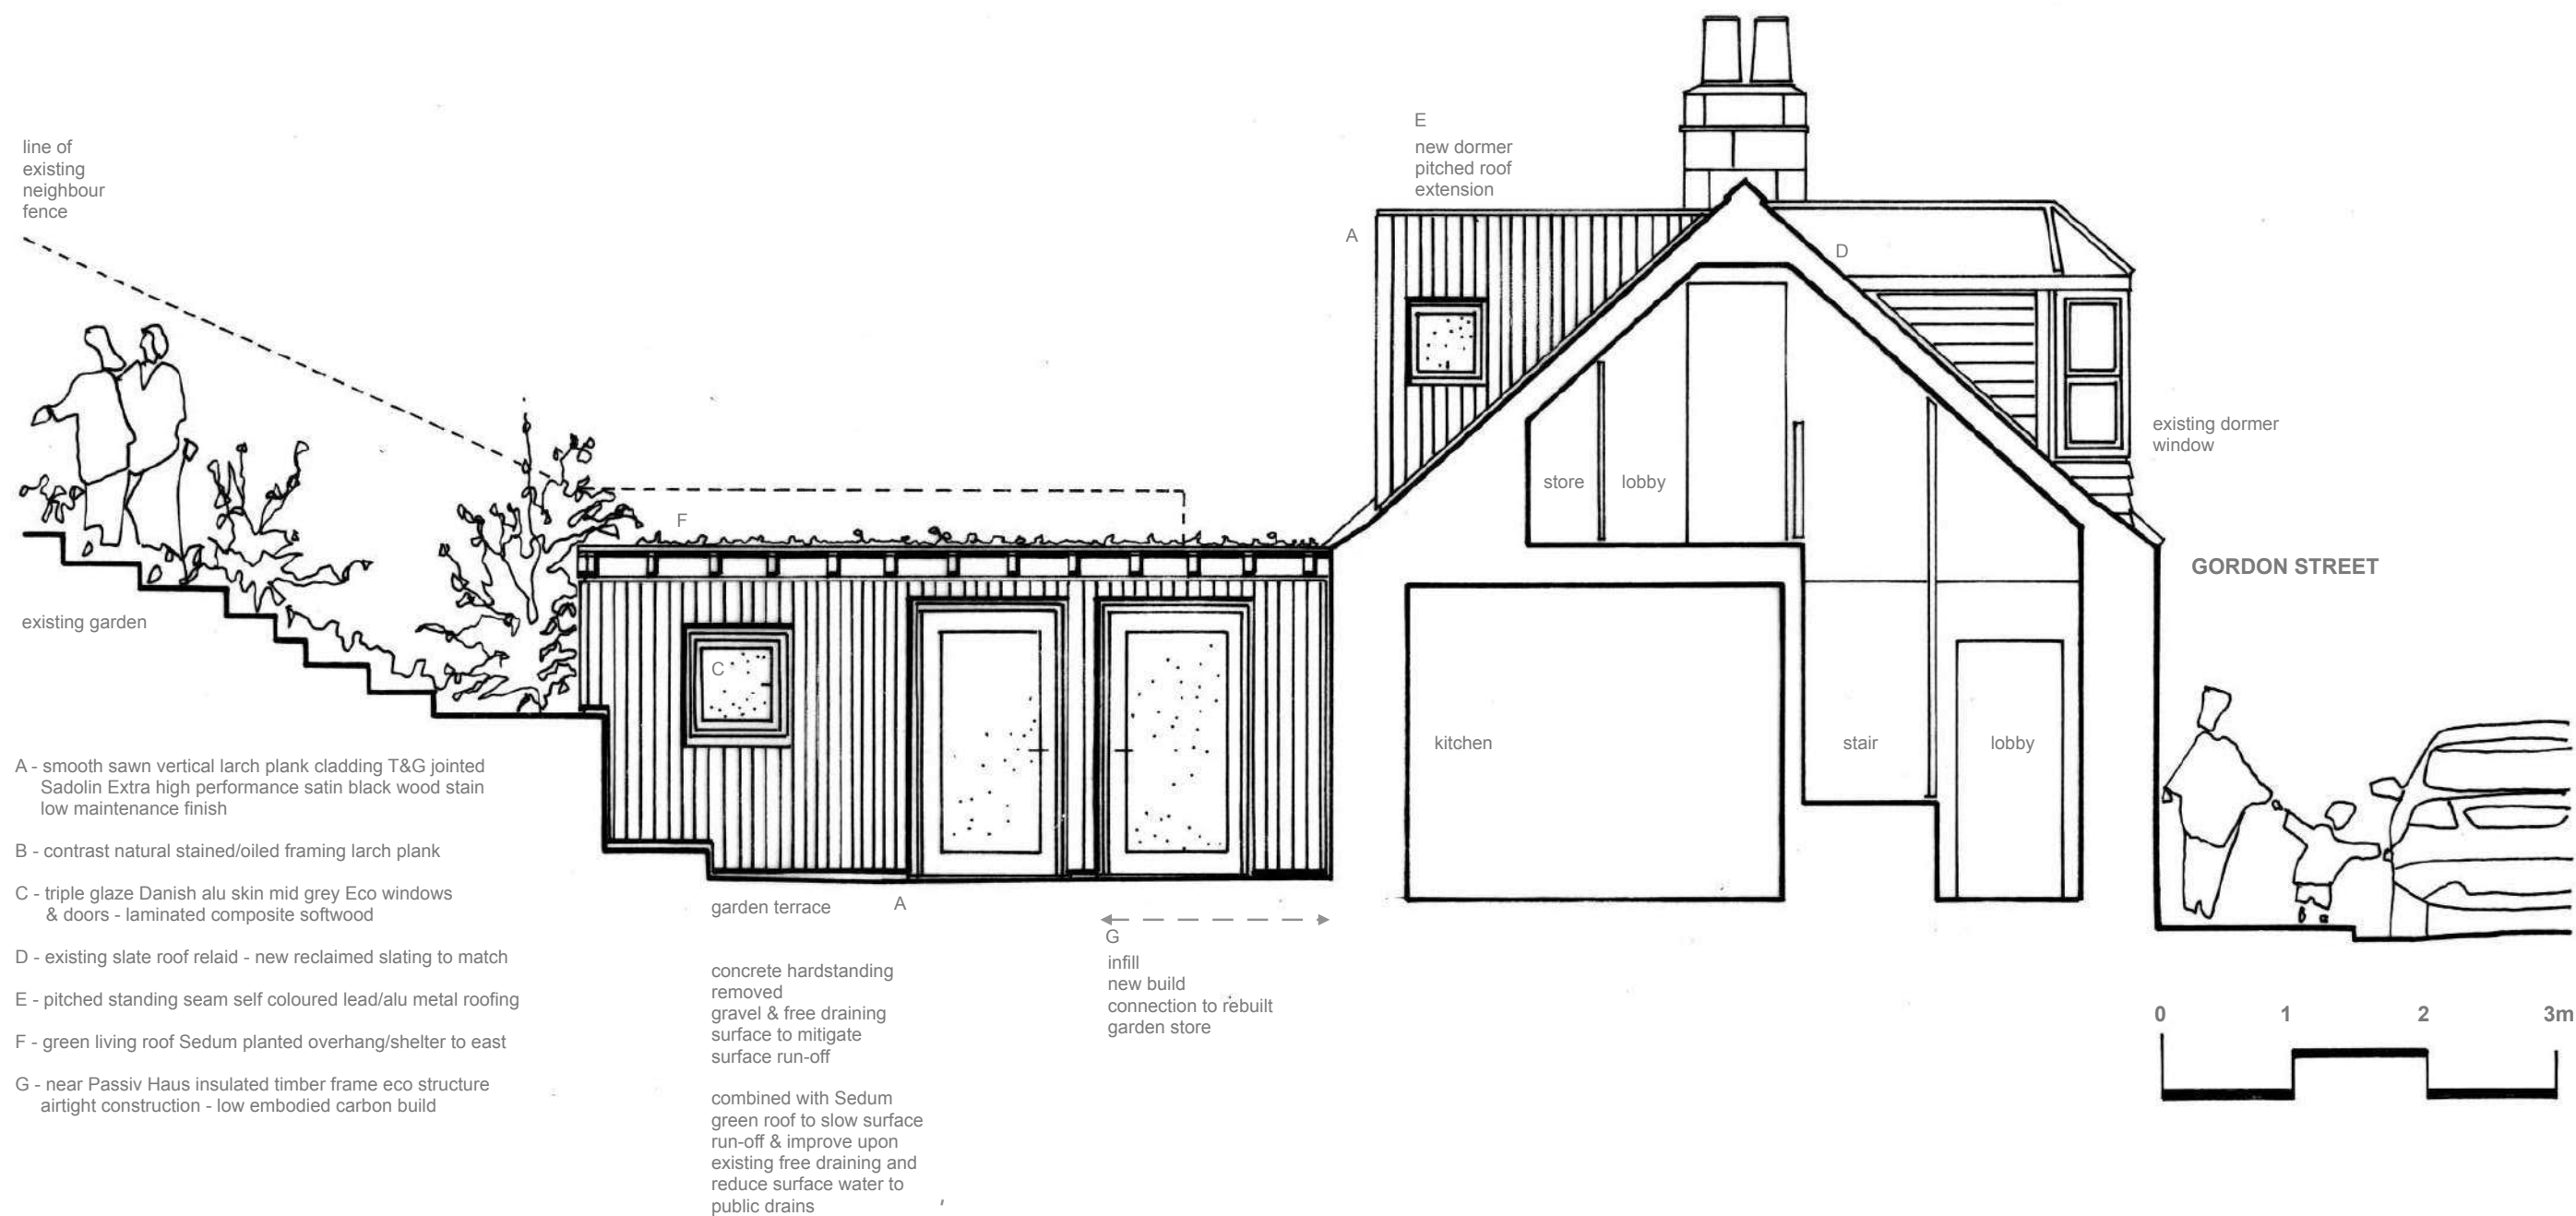 line of
existing
neighbour
fence
E
new dormer
pitched roof
extension
A
D
existing dormer
window
store
lobby
F
GORDON STREET
existing garden
C
kitchen
stair
lobby
A - smooth sawn vertical larch plank cladding T&G jointed
Sadolin Extra high performance satin black wood stain
low maintenance finish
B - contrast natural stained/oiled framing larch plank
C - triple glaze Danish alu skin mid grey Eco windows
& doors - laminated composite softwood
D - existing slate roof relaid - new reclaimed slating to match
E - pitched standing seam self coloured lead/alu metal roofing
F - green living roof Sedum planted overhang/shelter to east
G - near Passiv Haus insulated timber frame eco structure
airtight construction - low embodied carbon build
garden terrace
A
concrete hardstanding
removed
gravel & free draining
surface to mitigate
surface run-off
combined with Sedum
green roof to slow surface
run-off & improve upon
existing free draining and
reduce surface water to
public drains
G
infill
new build
connection to rebuilt
garden store
0 1 2 3m